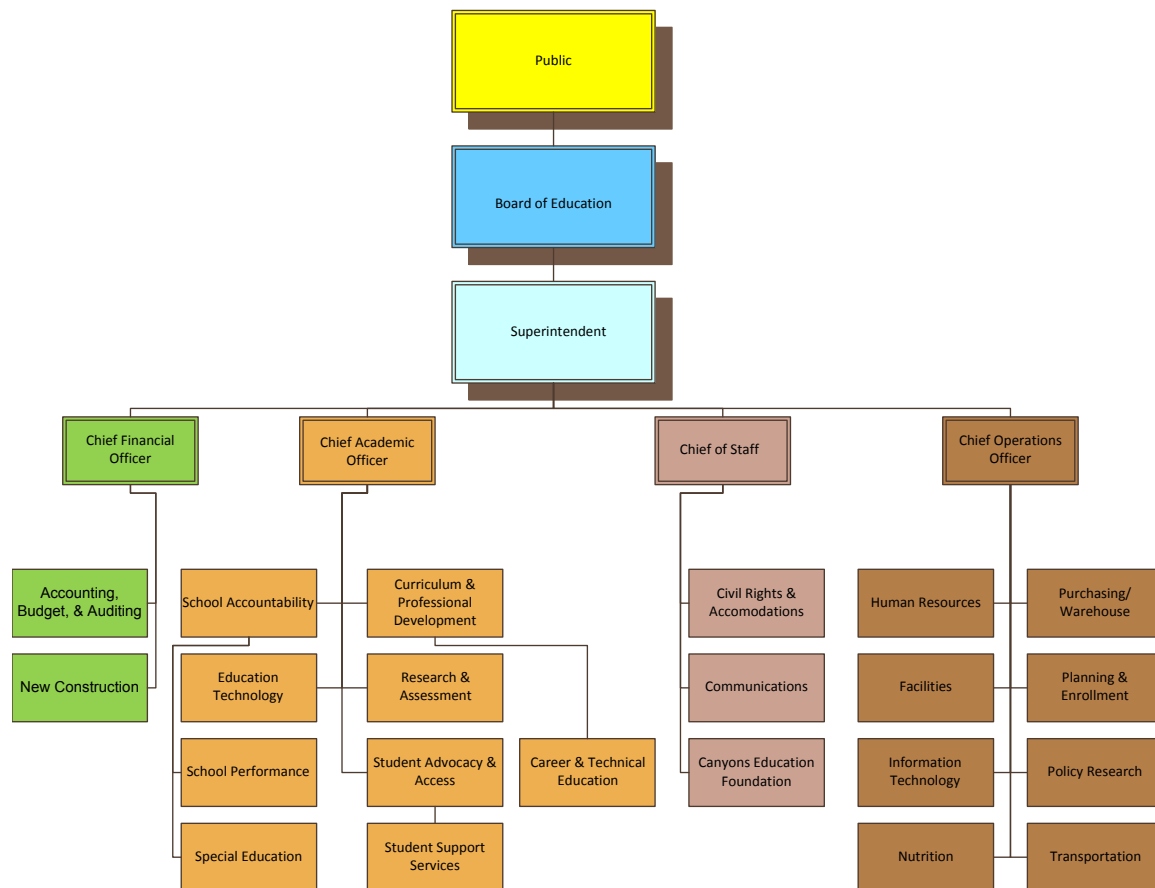 Public
Board of Education
Superintendent
Chief Financial
Officer
Chief Academic
Officer
Chief of Staff
Chief Operations
Officer
Accounting,
Budget, & Auditing
School Accountability
Curriculum &
Professional
Development
Civil Rights &
Accomodations
Human Resources
Purchasing/
Warehouse
New Construction
Education
Technology
Research &
Assessment
Communications
Facilities
Planning &
Enrollment
School Performance
Student Advocacy &
Access
Career & Technical
Education
Canyons Education
Foundation
Information
Technology
Policy Research
Special Education
Student Support
Services
Nutrition
Transportation